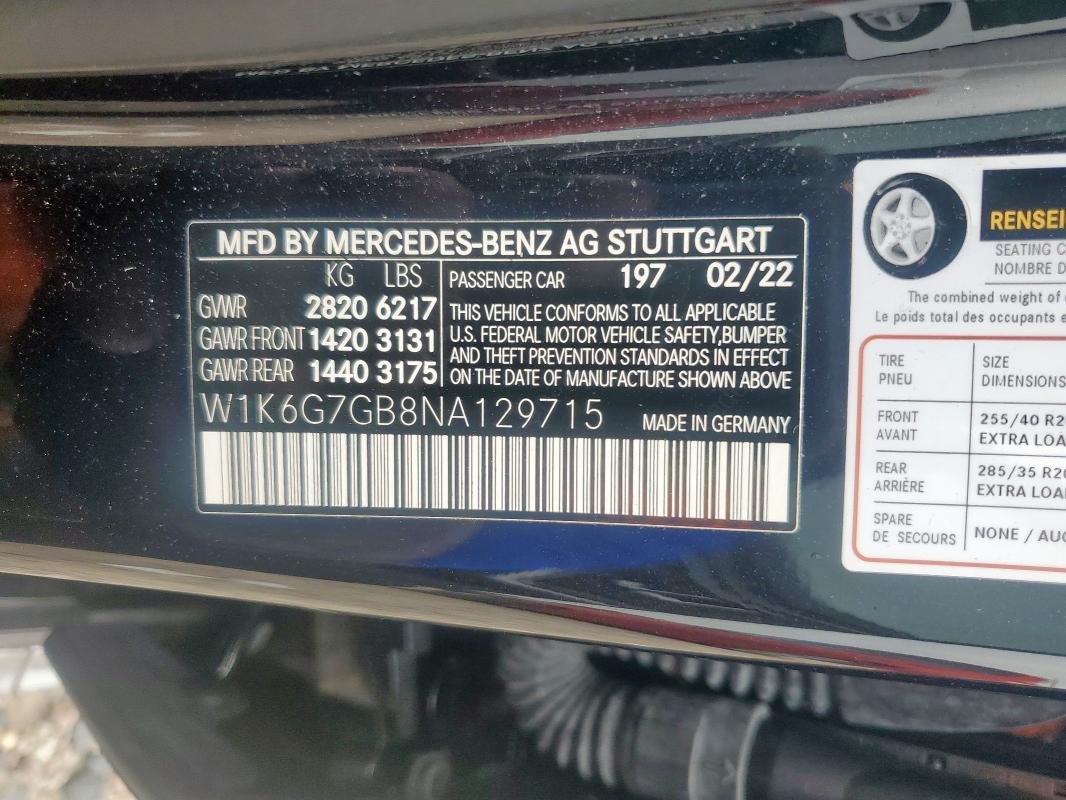 MFD BY MERCEDES-BENZ AG STUTTGART
KG LBS
GVWR 2820 6217
GAWR FRONT 1420 3131
GAWR REAR 1440 3175
PASSENGER CAR 197 02/22
THIS VEHICLE CONFORMS TO ALL APPLICABLE
U.S. FEDERAL MOTOR VEHICLE SAFETY,BUMPER
AND THEFT PREVENTION STANDARDS IN EFFECT
ON THE DATE OF MANUFACTURE SHOWN ABOVE
W1K6G7GB8NA129715 MADE IN GERMANY
RENSEI
SEATING C
NOMBRE D
The combined weight of
Le poids total des occupants e
TIRE SIZE
PNEU DIMENSIONS
FRONT 255/40 R20
AVANT EXTRA LOA
REAR 285/35 R20
ARRIÈRE EXTRA LOA
SPARE
DE SECOURS NONE / AUC